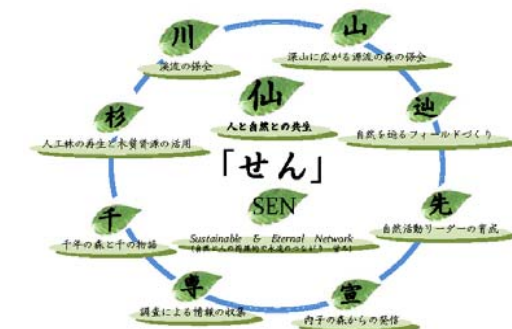 川
渓流の保全
山
深山に広がる源流の森の保全
仙
人と自然との共生
杉
人工林の再生と木質資源の活用
辿
自然を辿るフィールドづくり
「せん」
SEN
Sustainable & Eternal Network
千
千年の森と千の物語
先
自然活動リーダーの育成
専
調査による情報の収集
宣
内子の森からの発信